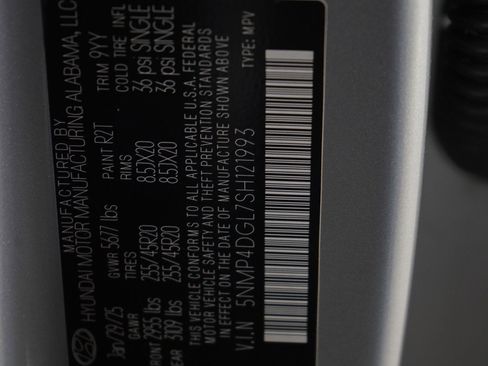 MANUFACTURED BY
HYUNDAI MOTOR MANUFACTURING ALABAMA, LLC
Jan/29/25 GVWR 5677 lbs PAINT R2T TRIM 9YY
GAWR TIRES RIMS COLD TIRE INFL
FRONT 2955 lbs 255/45R20 8.5JX20 36 psi SINGLE
REAR 3109 lbs 255/45R20 8.5JX20 36 psi SINGLE
THIS VEHICLE CONFORMS TO ALL APPLICABLE U.S.A. FEDERAL
MOTOR VEHICLE SAFETY AND THEFT PREVENTION STANDARDS
IN EFFECT ON THE DATE OF MANUFACTURE SHOWN ABOVE
V.I.N 5NMP4DGL7SH121993 TYPE: MPV